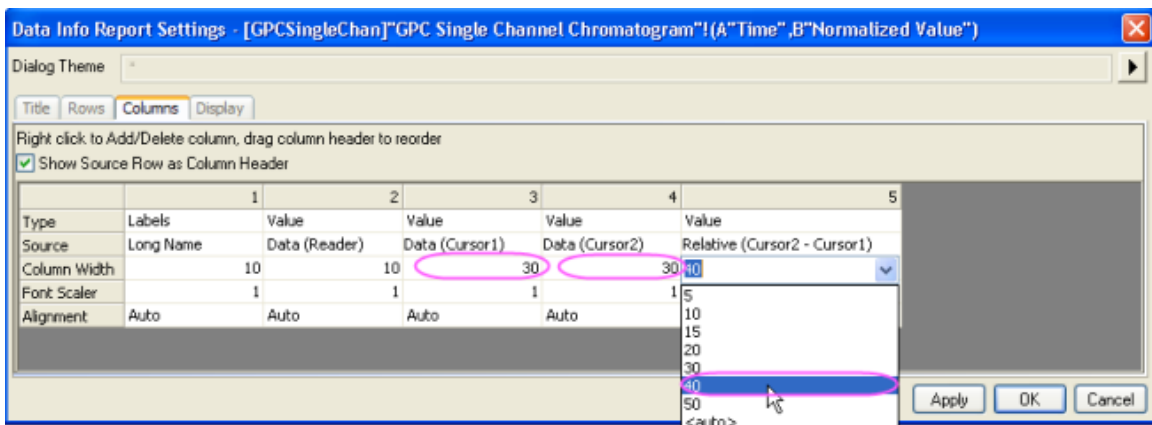 Data Info Report Settings - [GPCSingleChan]"GPC Single Channel Chromatogram"!(A"Time",B"Normalized Value")
Dialog Theme *
Title Rows Columns Display
Right click to Add/Delete column, drag column header to reorder
Show Source Row as Column Header
1 2 3 4 5
Type Labels Value Value Value Value
Source Long Name Data (Reader) Data (Cursor1) Data (Cursor2) Relative (Cursor2 - Cursor1)
Column Width 10 10 30 30 40
Font Scaler 1 1 1 1
Alignment Auto Auto Auto Auto
5
10
15
20
30
40
50
<auto>
Apply OK Cancel